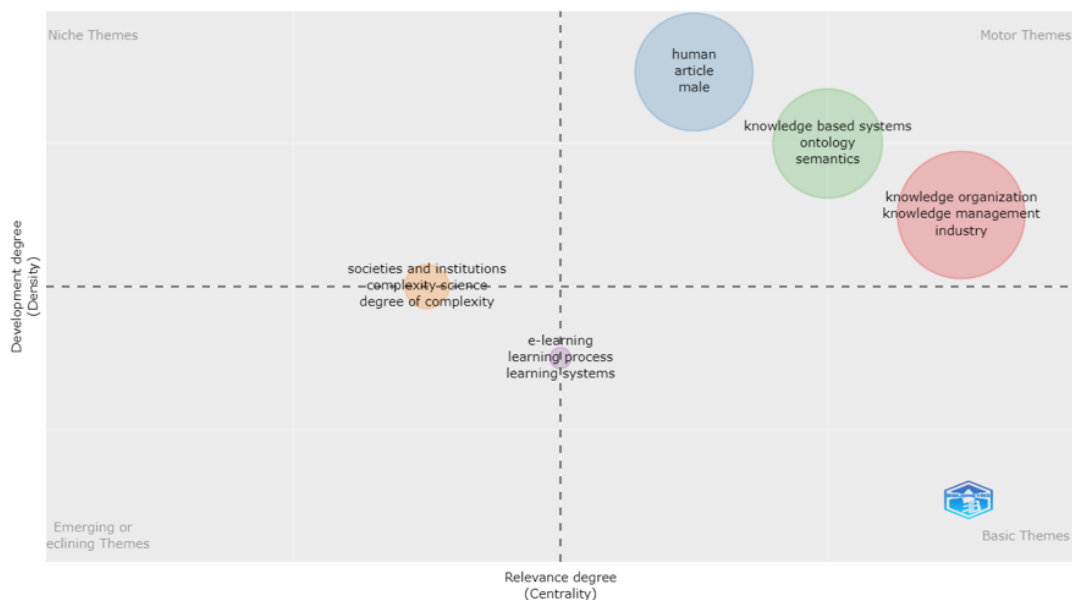 Niche Themes
Motor Themes
human
article
male
knowledge based systems
ontology
semantics
knowledge organization
knowledge management
industry
societies and institutions
complexity science
degree of complexity
e-learning
learning process
learning systems
Development degree
(Density)
Emerging or
eclining Themes
Basic Themes
Relevance degree
(Centrality)